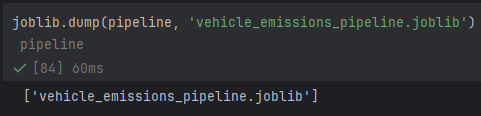 joblib.dump(pipeline, 'vehicle_emissions_pipeline.joblib')
pipeline
✓ [84] 60ms
['vehicle_emissions_pipeline.joblib']